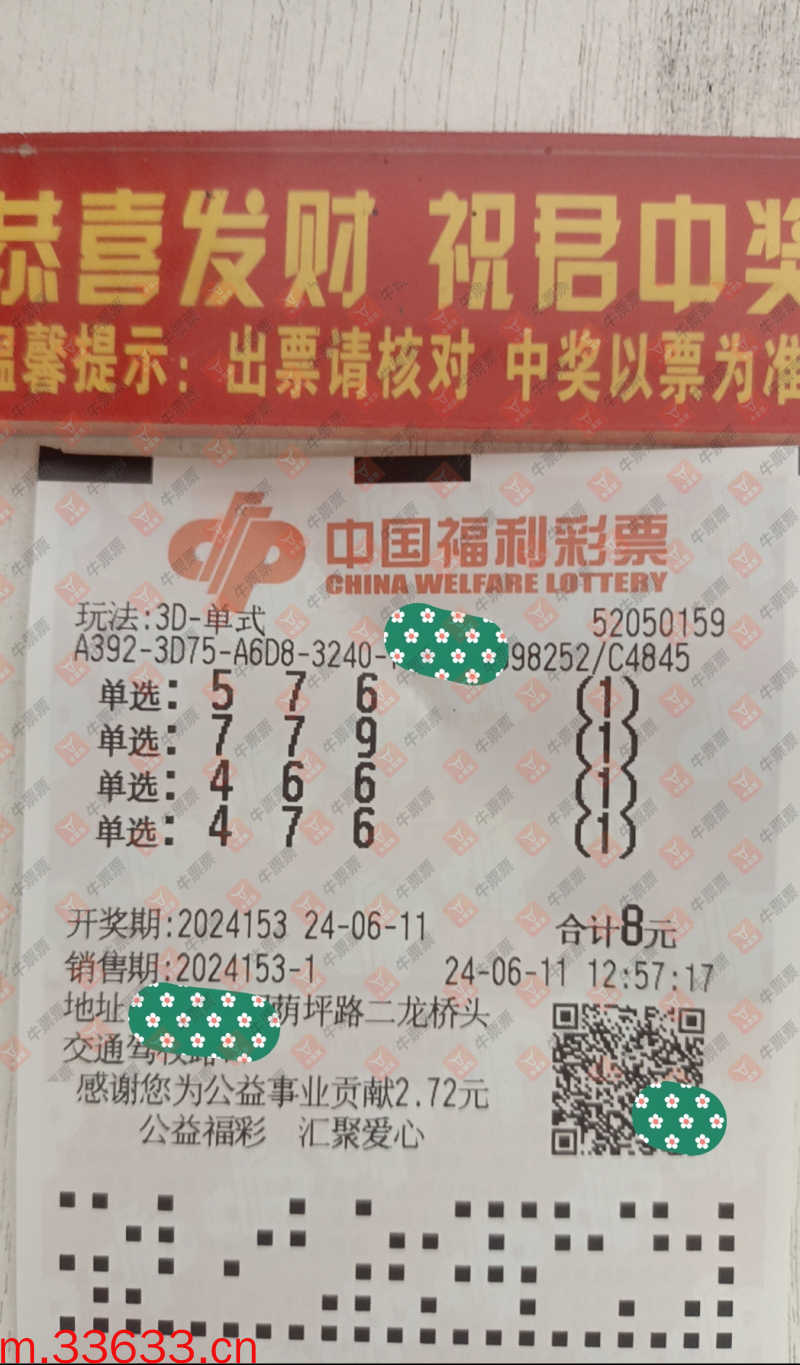 恭喜发财 祝君中奖
温馨提示: 出票请核对 中奖以票为准
中国福利彩票
CHINA WELFARE LOTTERY
玩法:3D-单式 52050159
A392-3D75-A6D8-3240- 98252/C4845
单选: 5 7 6 (1)
单选: 7 7 9 (1)
单选: 4 6 6 (1)
单选: 4 7 6 (1)
开奖期:2024153 24-06-11 合计8元
销售期:2024153-1 24-06-11 12:57:17
地址 荫坪路二龙桥头
交通驾校
感谢您为公益事业贡献2.72元
公益福彩 汇聚爱心
牛票票
m.33633.cn